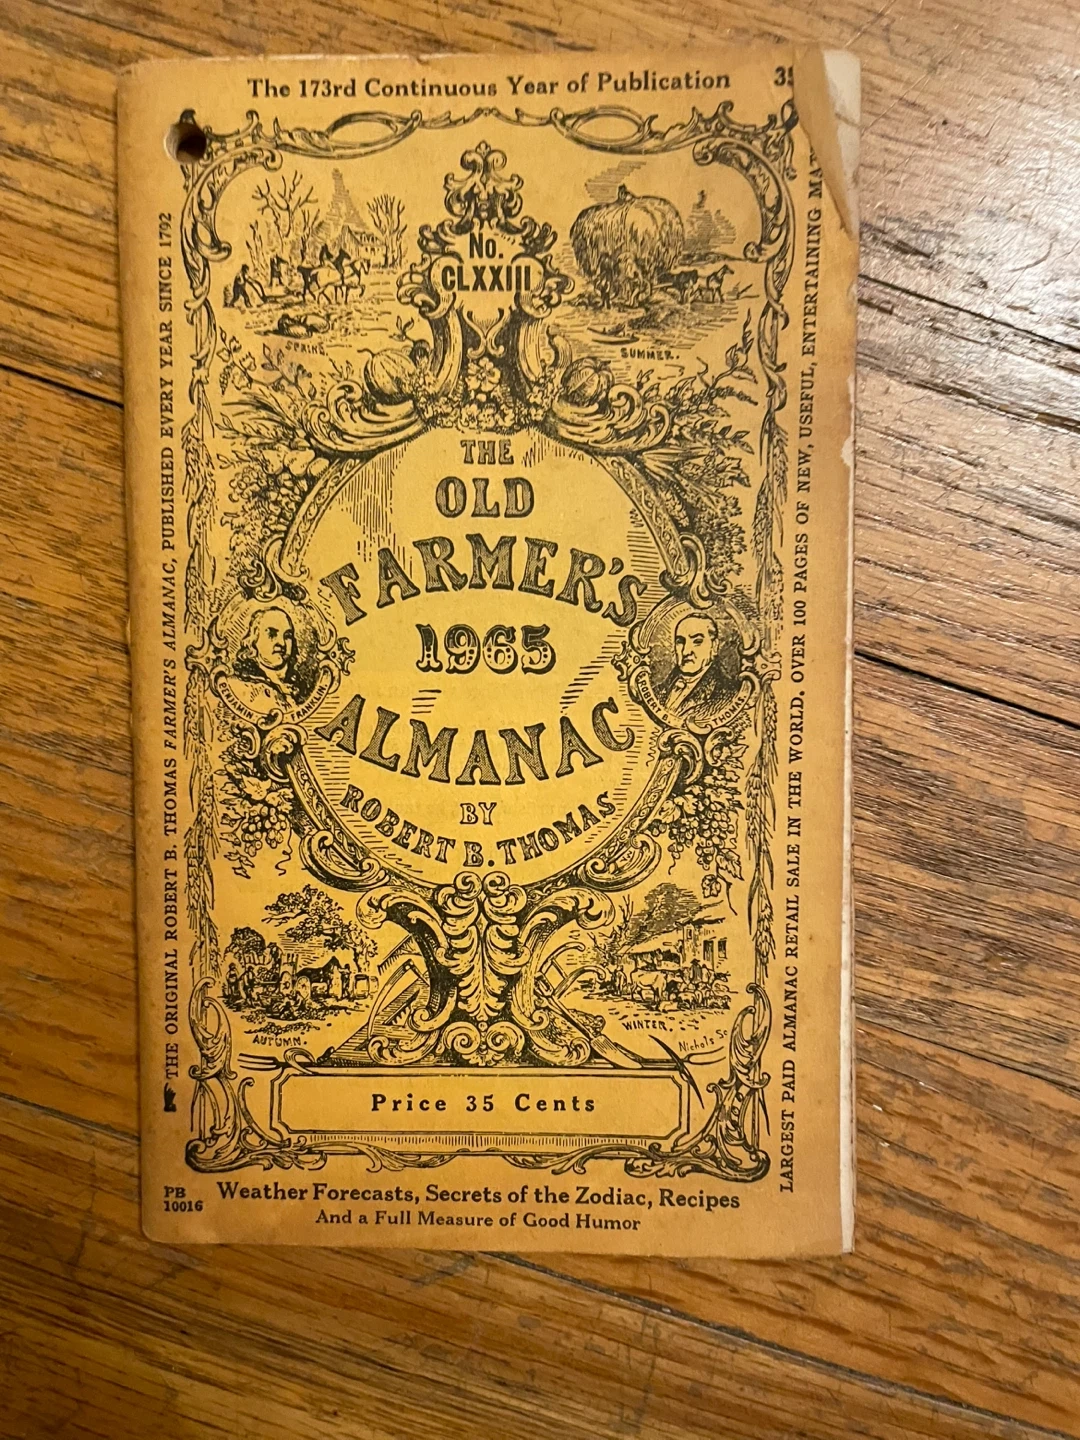 The 173rd Continuous Year of Publication
No.
CLXXIII
SPRING.
SUMMER.
THE
OLD
FARMER'S
1965
ALMANAC
BY
ROBERT B. THOMAS
BENJAMIN FRANKLIN
ROBERT B. THOMAS
AUTUMN.
WINTER.
Nichols Sc
Price 35 Cents
PB
10016
Weather Forecasts, Secrets of the Zodiac, Recipes
And a Full Measure of Good Humor
THE ORIGINAL ROBERT B. THOMAS FARMER'S ALMANAC, PUBLISHED EVERY YEAR SINCE 1792
LARGEST PAID ALMANAC RETAIL SALE IN THE WORLD. OVER 100 PAGES OF NEW, USEFUL, ENTERTAINING